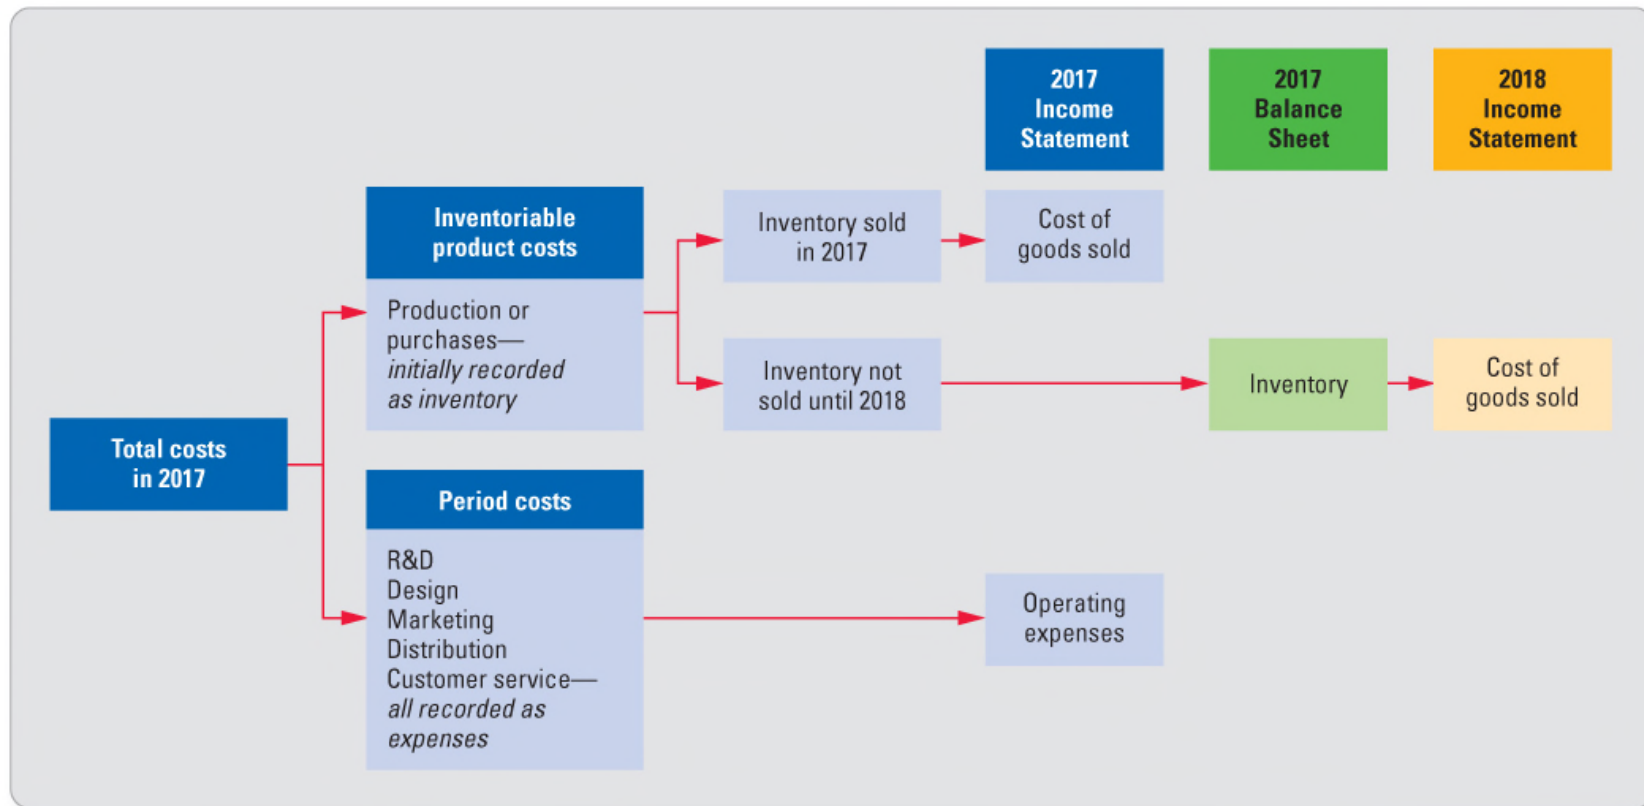 2017
Income
Statement
2017
Balance
Sheet
2018
Income
Statement
Inventoriable
product costs
Production or
purchases—
initially recorded
as inventory
Inventory sold
in 2017
Cost of
goods sold
Inventory not
sold until 2018
Inventory
Cost of
goods sold
Total costs
in 2017
Period costs
R&D
Design
Marketing
Distribution
Customer service—
all recorded as
expenses
Operating
expenses